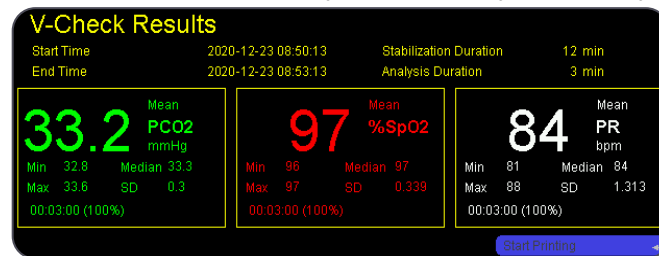 V-Check Results
Start Time 2020-12-23 08:50:13 Stabilization Duration 12 min
End Time 2020-12-23 08:53:13 Analysis Duration 3 min
33.2 Mean PCO2 mmHg
Min 32.8 Median 33.3
Max 33.6 SD 0.3
00:03:00 (100%)
97 Mean %SpO2
Min 96 Median 97
Max 97 SD 0.339
00:03:00 (100%)
84 Mean PR bpm
Min 81 Median 84
Max 88 SD 1.313
00:03:00 (100%)
Start Printing